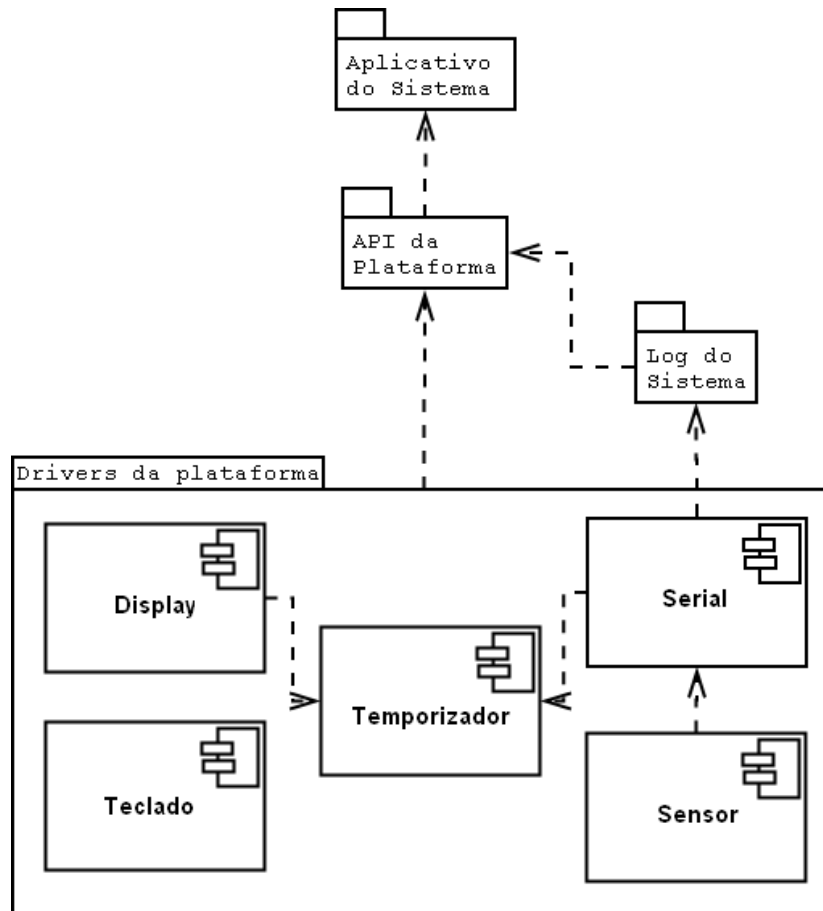 Aplicativo
do Sistema
API da
Plataforma
Log do
Sistema
Drivers da plataforma
Display
Serial
Temporizador
Teclado
Sensor